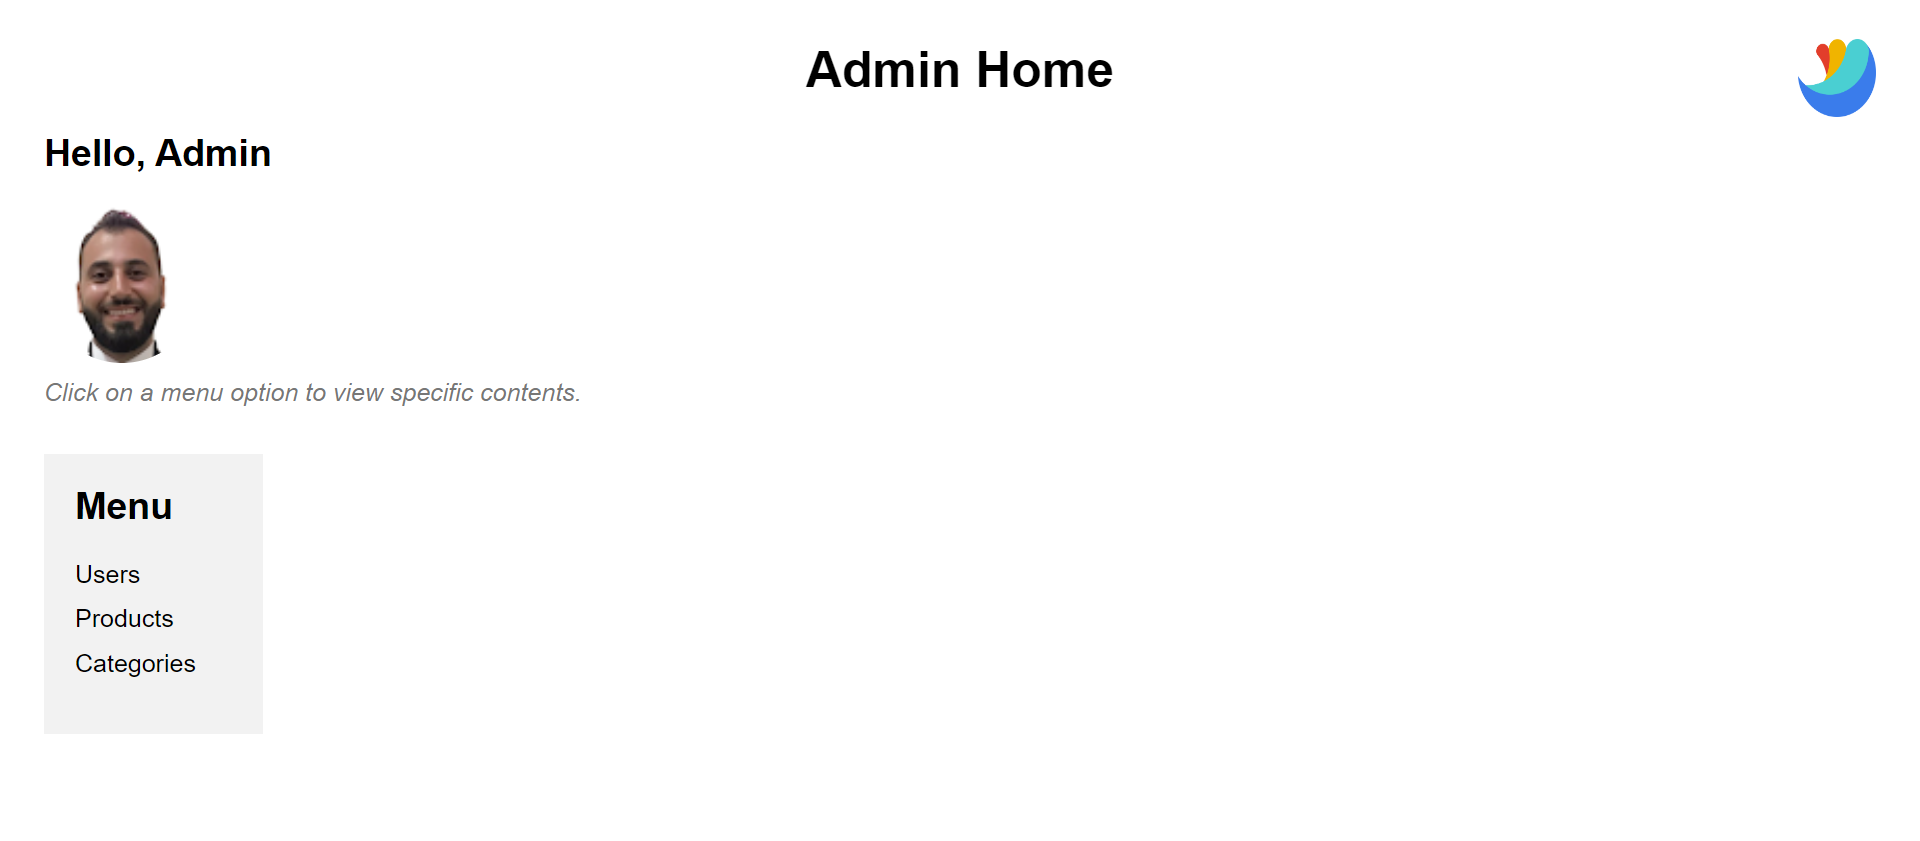 Admin Home
Hello, Admin
Click on a menu option to view specific contents.
Menu
Users
Products
Categories